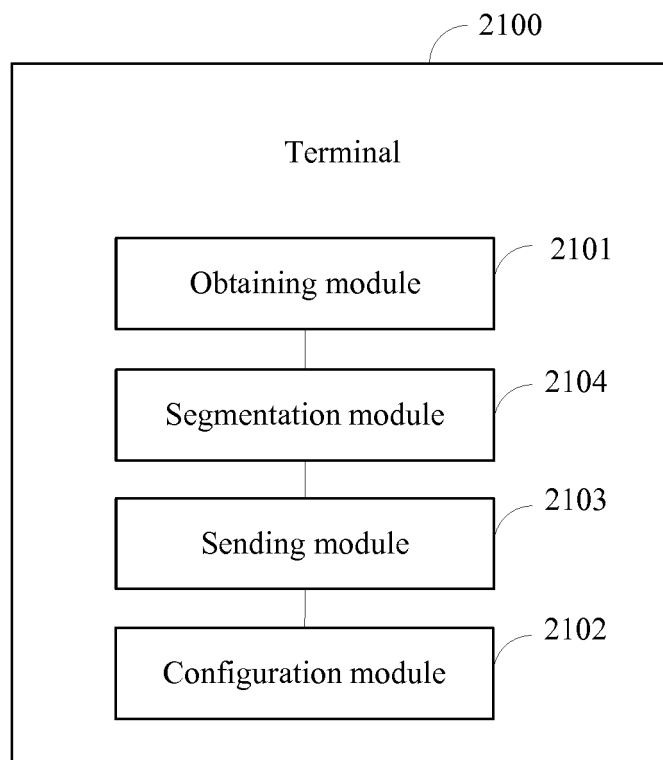 2100
Terminal
2101
Obtaining module
2104
Segmentation module
2103
Sending module
2102
Configuration module